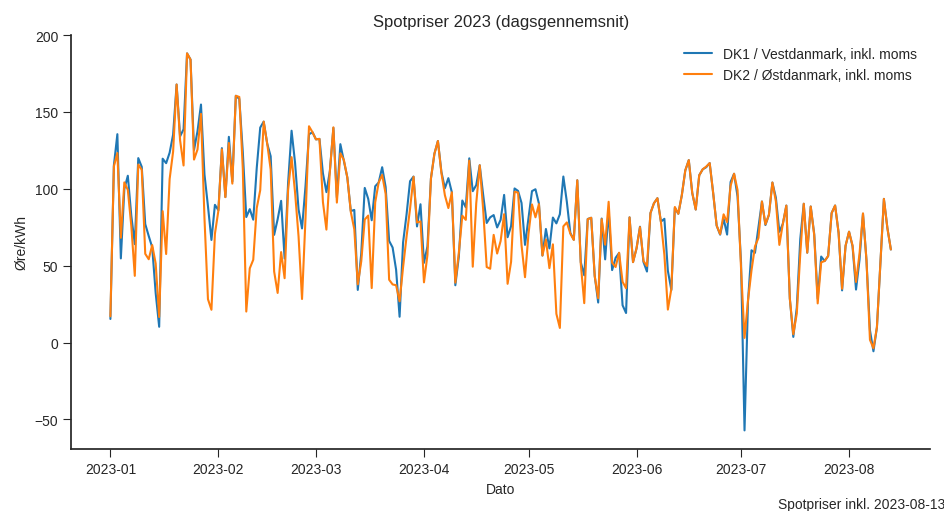 Spotpriser 2023 (dagsgennemsnit)
DK1 / Vestdanmark, inkl. moms
DK2 / Østdanmark, inkl. moms
Øre/kWh
200
150
100
50
0
−50
2023-01 2023-02 2023-03 2023-04 2023-05 2023-06 2023-07 2023-08
Dato
Spotpriser inkl. 2023-08-13